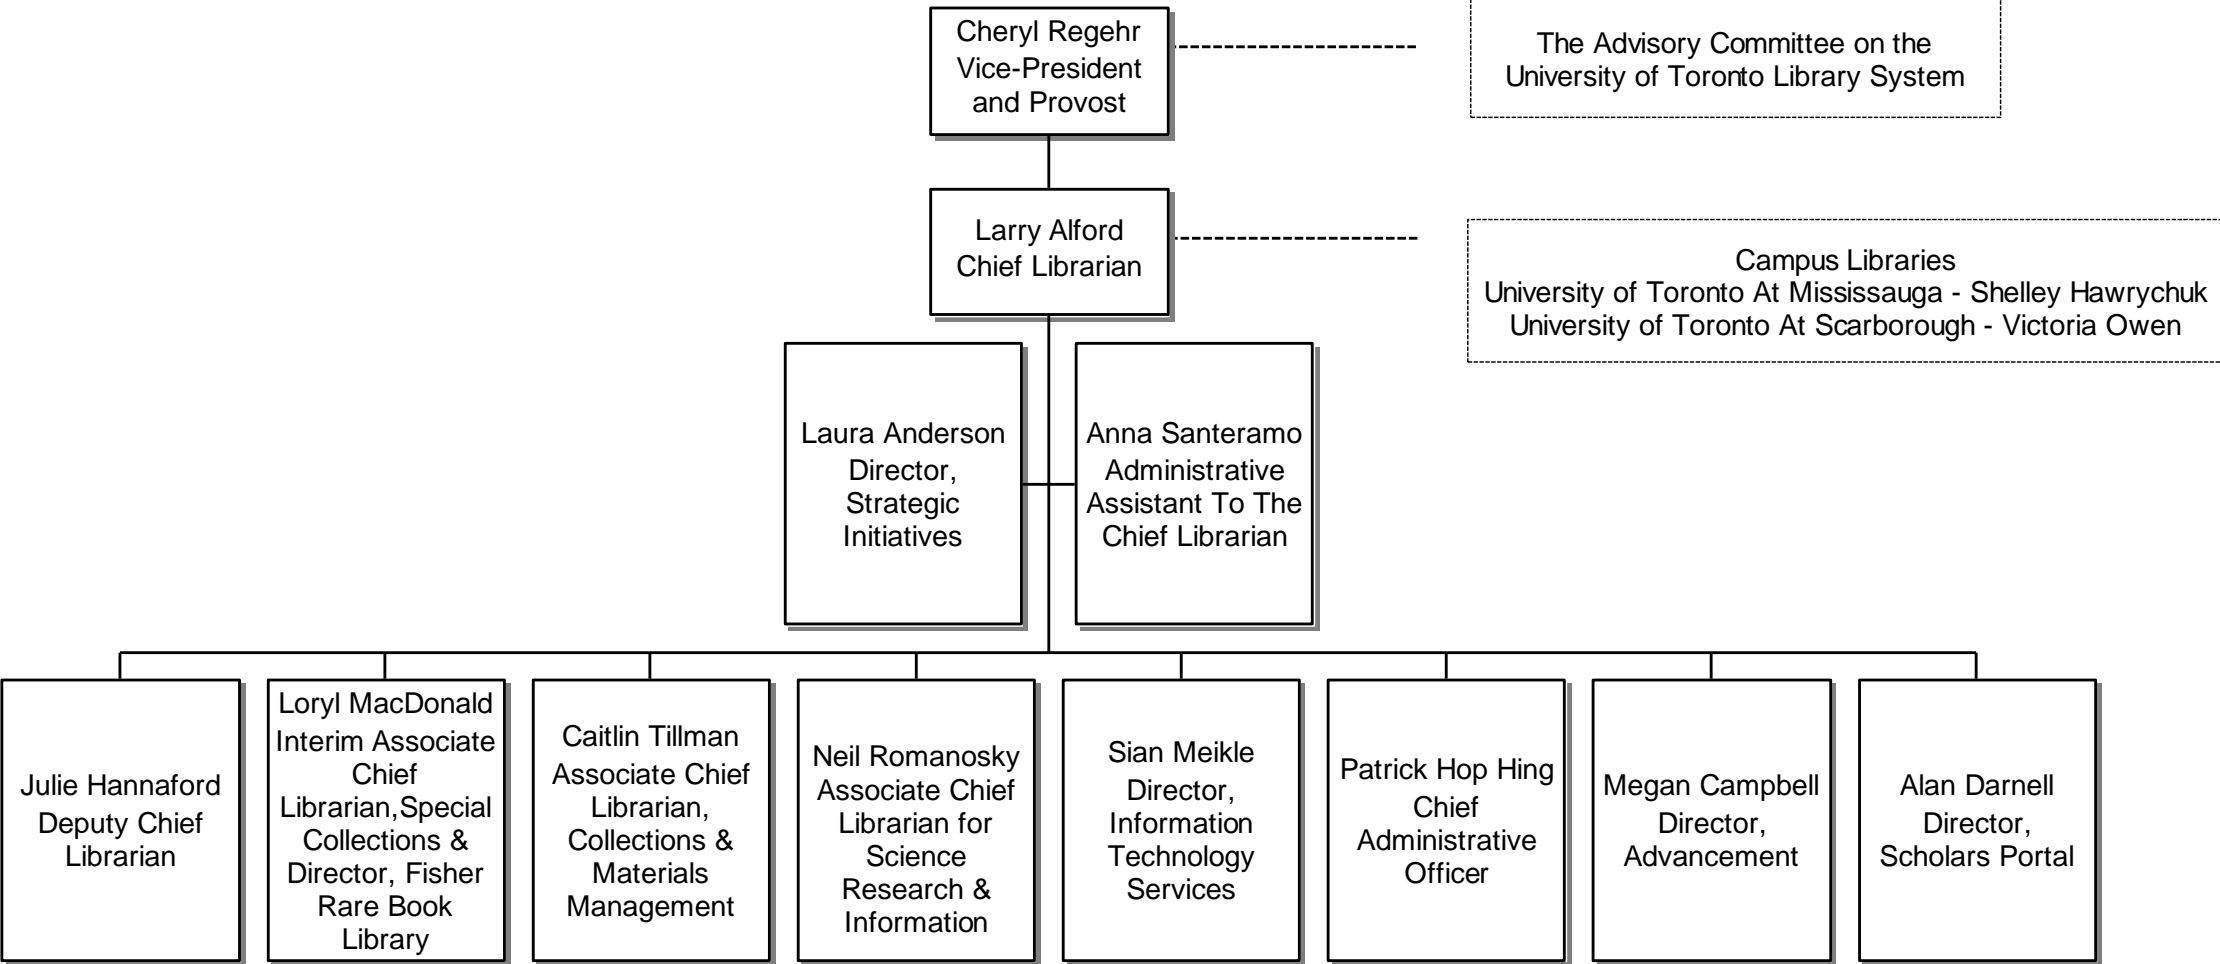 Cheryl Regehr
Vice-President
and Provost
The Advisory Committee on the
University of Toronto Library System
Larry Alford
Chief Librarian
Campus Libraries
University of Toronto At Mississauga - Shelley Hawrychuk
University of Toronto At Scarborough - Victoria Owen
Laura Anderson
Director,
Strategic
Initiatives
Anna Santeramo
Administrative
Assistant To The
Chief Librarian
Julie Hannaford
Deputy Chief
Librarian
Loryl MacDonald
Interim Associate
Chief
Librarian,Special
Collections &
Director, Fisher
Rare Book
Library
Caitlin Tillman
Associate Chief
Librarian,
Collections &
Materials
Management
Neil Romanosky
Associate Chief
Librarian for
Science
Research &
Information
Sian Meikle
Director,
Information
Technology
Services
Patrick Hop Hing
Chief
Administrative
Officer
Megan Campbell
Director,
Advancement
Alan Darnell
Director,
Scholars Portal